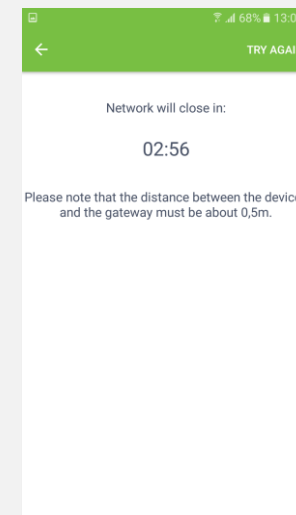 68% 13:0
TRY AGAI
Network will close in:
02:56
Please note that the distance between the device
and the gateway must be about 0,5m.